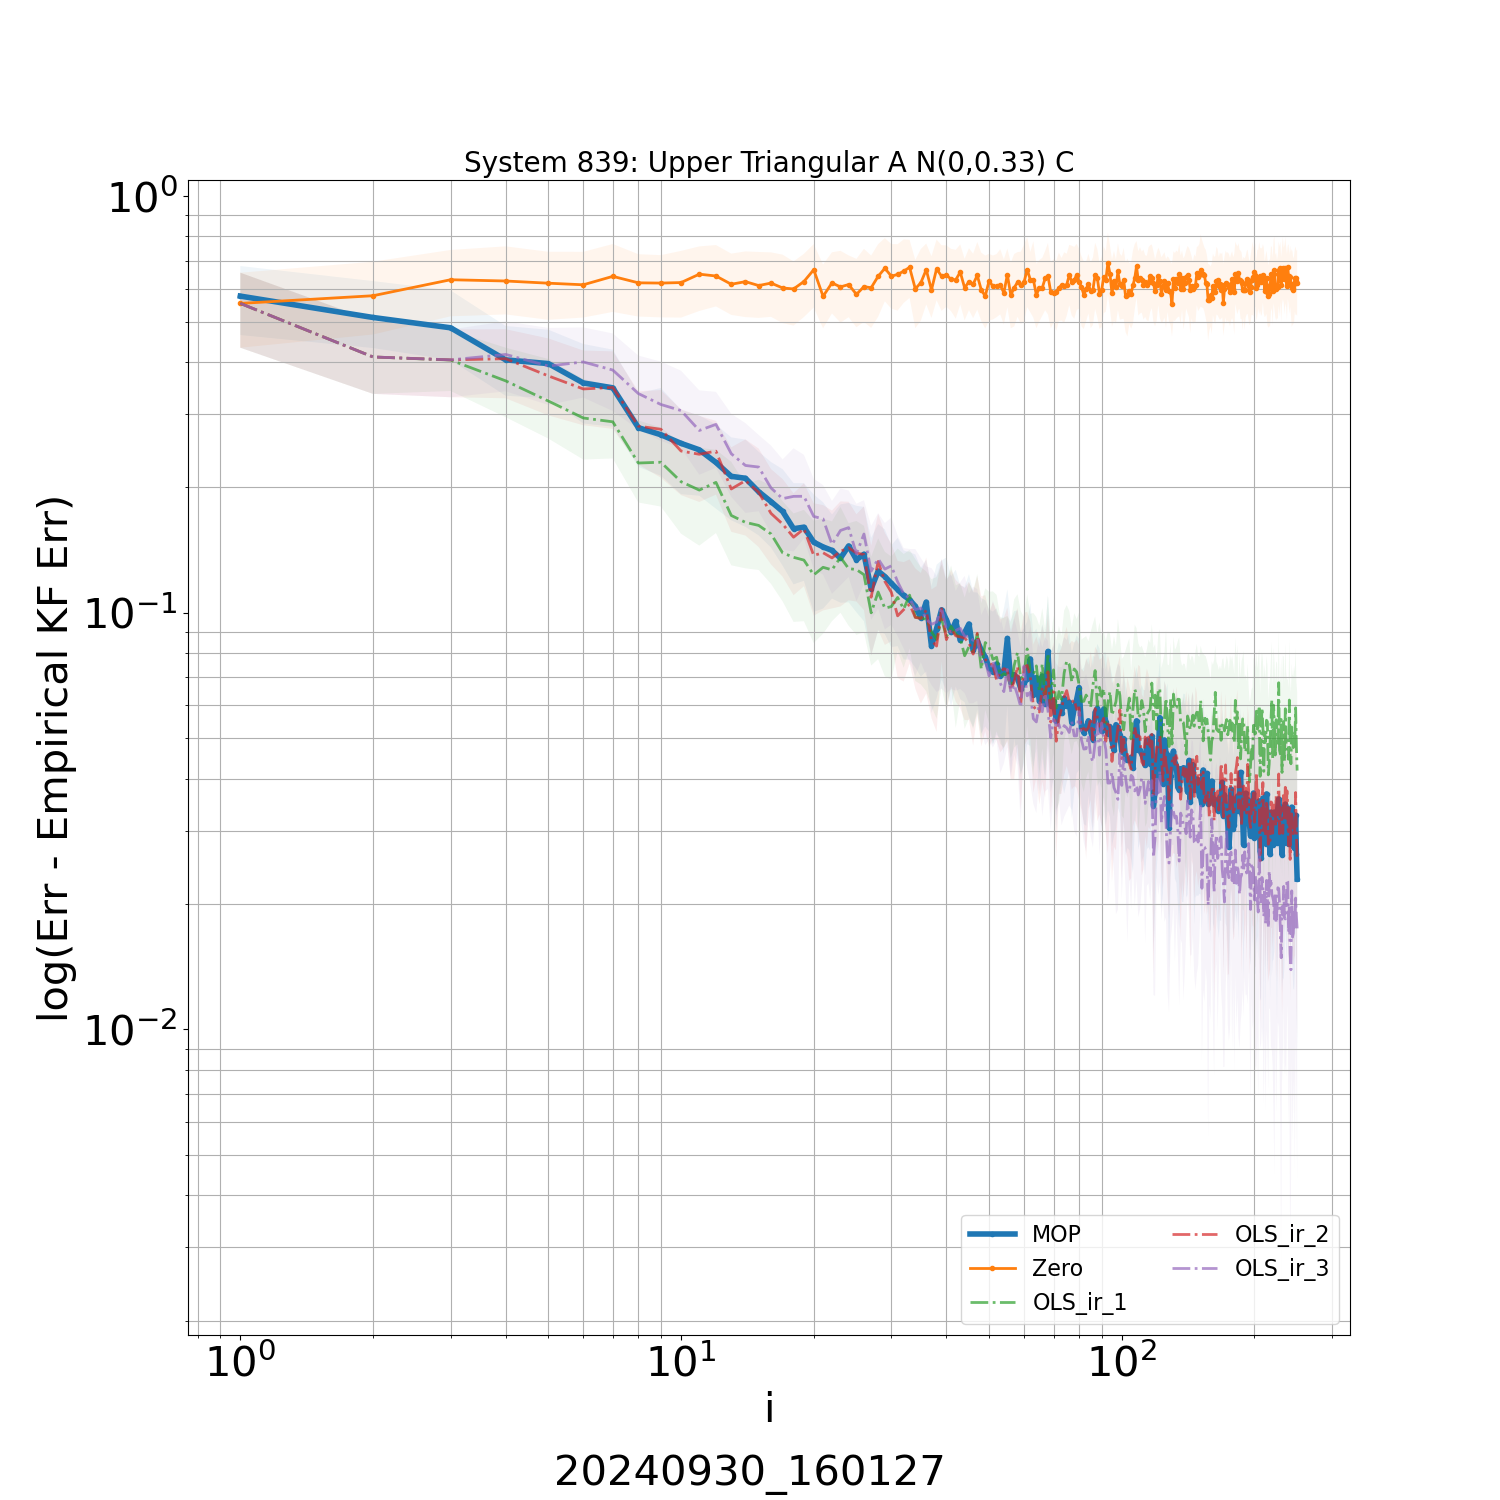 System 839: Upper Triangular A N(0,0.33) C
log(Err - Empirical KF Err)
10⁰
10⁻¹
10⁻²
10⁰ 10¹ 10²
i
20240930_160127
MOP
Zero
OLS_ir_1
OLS_ir_2
OLS_ir_3